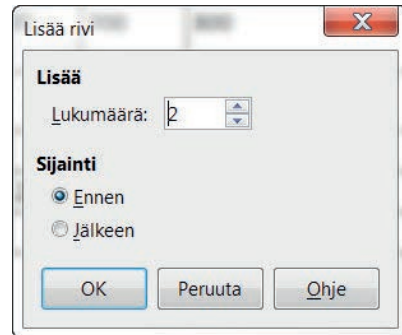 Lisää rivi
Lisää
Lukumäärä: 2
Sijainti
Ennen
Jälkeen
OK Peruuta Ohje